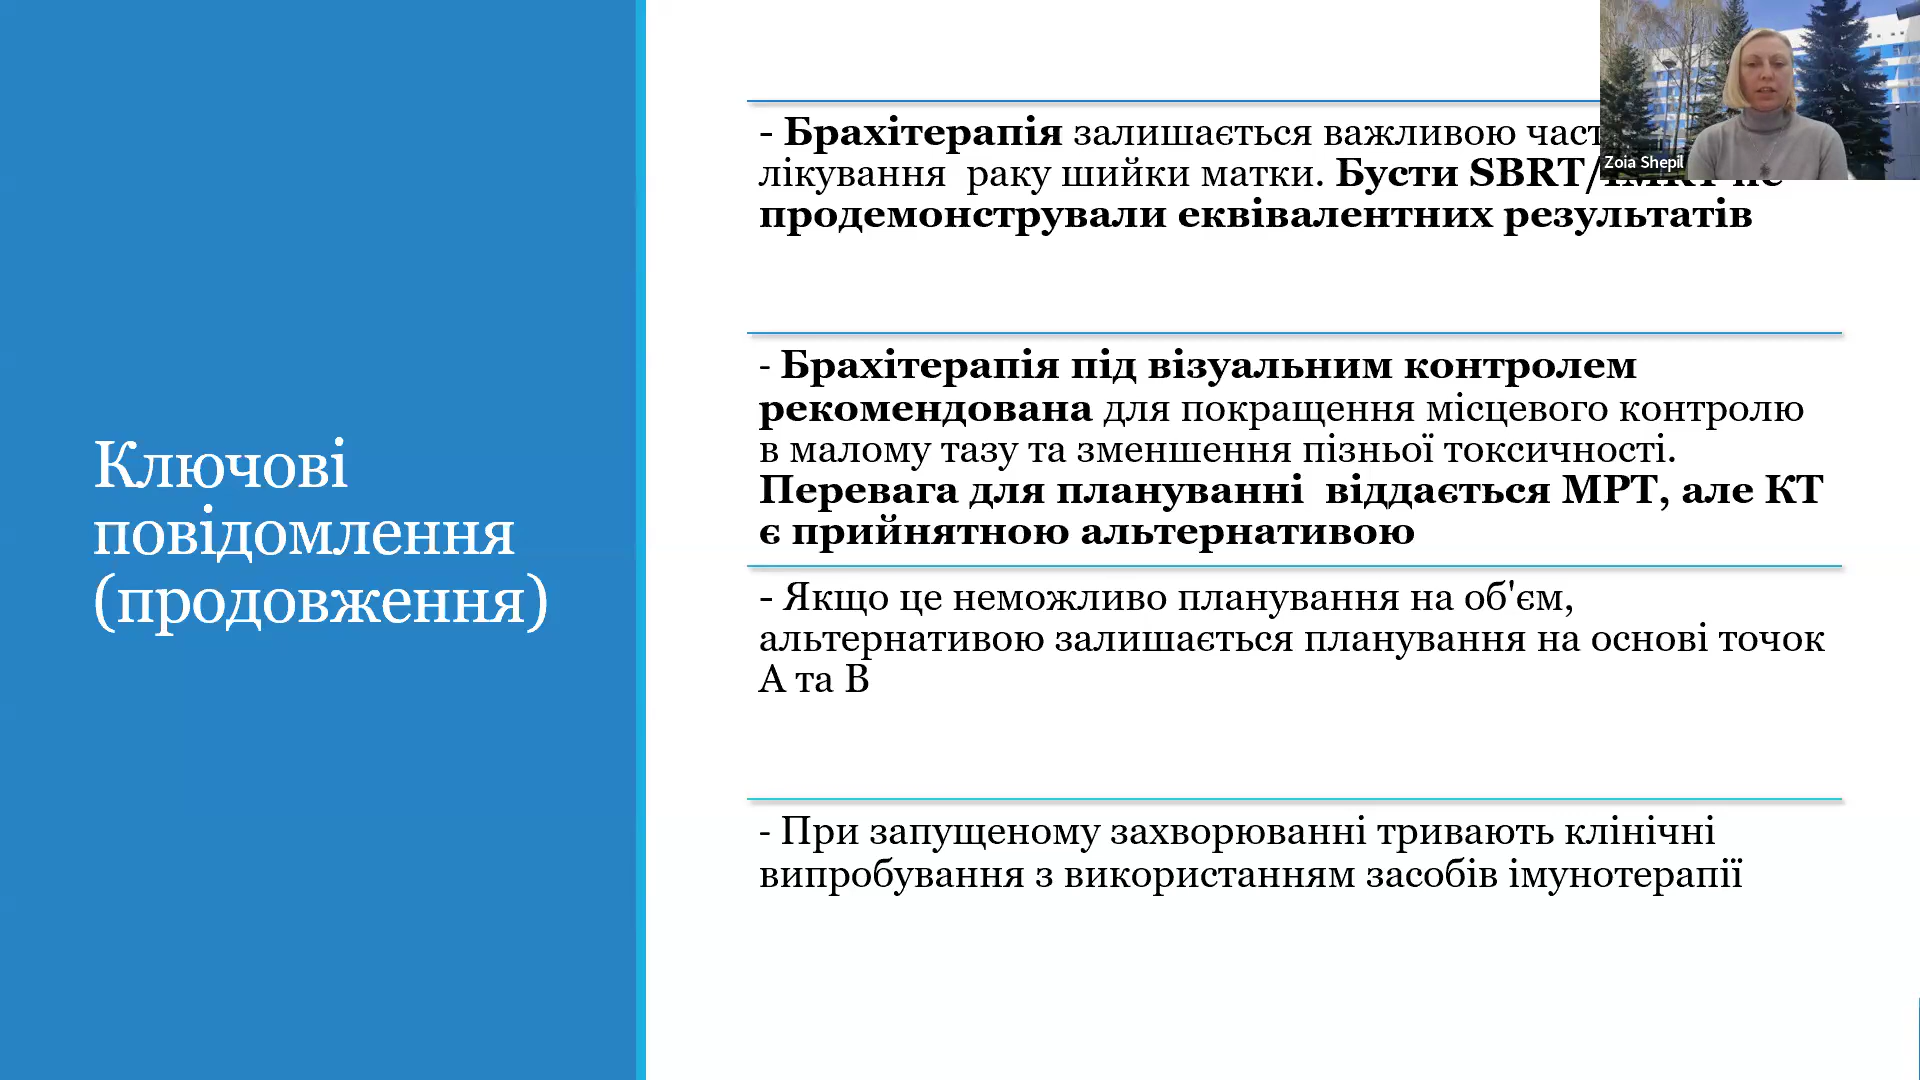 Ключові
повідомлення
(продовження)
- Брахітерапія залишається важливою
лікування  раку шийки матки. Бусти SBRT/
продемонстрували еквівалентних результатів
- Брахітерапія під візуальним контролем
рекомендована для покращення місцевого контролю
в малому тазу та зменшення пізньої токсичності.
Перевага для плануванні  віддається МРТ, але КТ
є прийнятною альтернативою
- Якщо це неможливо планування на об'єм,
альтернативою залишається планування на основі точок
А та В
- При запущеному захворюванні тривають клінічні
випробування з використанням засобів імунотерапії
Zoia Shepil